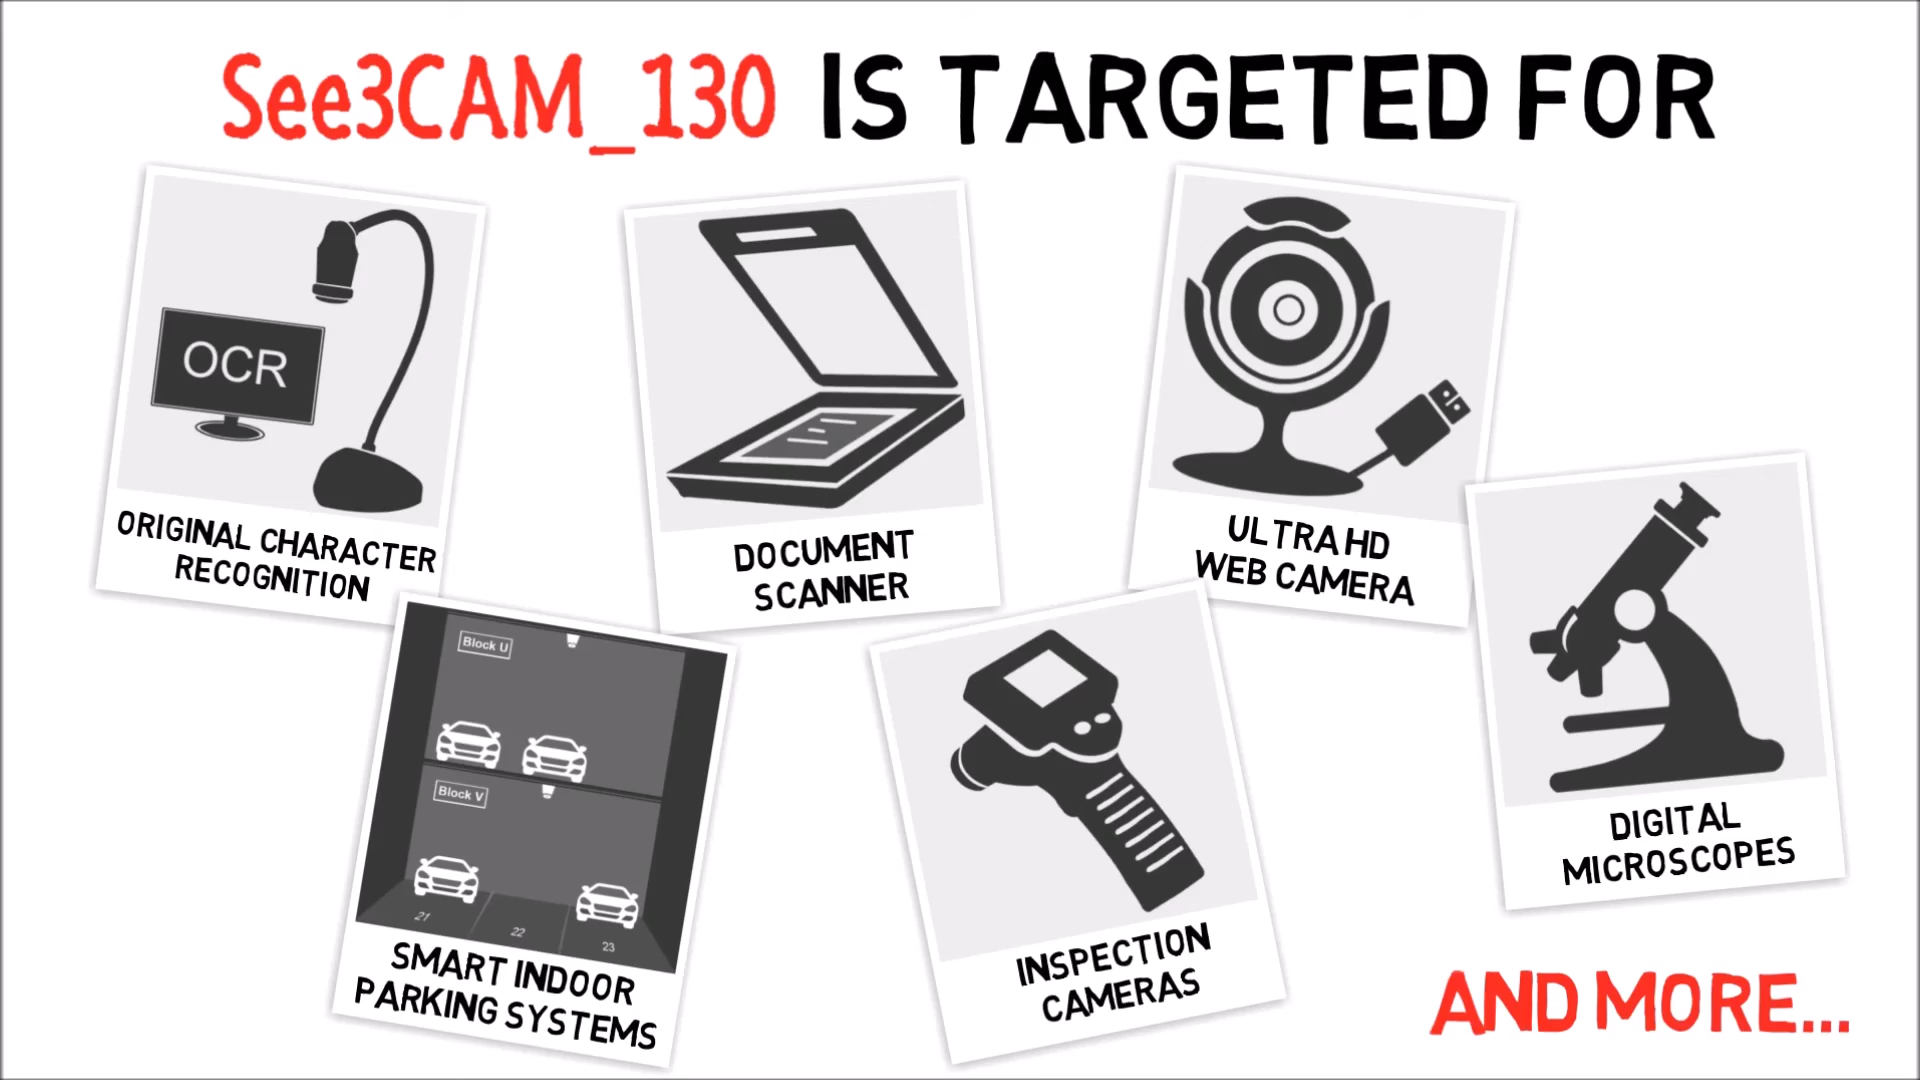 See3CAM_130 IS TARGETED FOR
OCR
ORIGINAL CHARACTER
RECOGNITION
DOCUMENT
SCANNER
ULTRA HD
WEB CAMERA
Block U
Block V
21
22
23
SMART INDOOR
PARKING SYSTEMS
INSPECTION
CAMERAS
DIGITAL
MICROSCOPES
AND MORE...